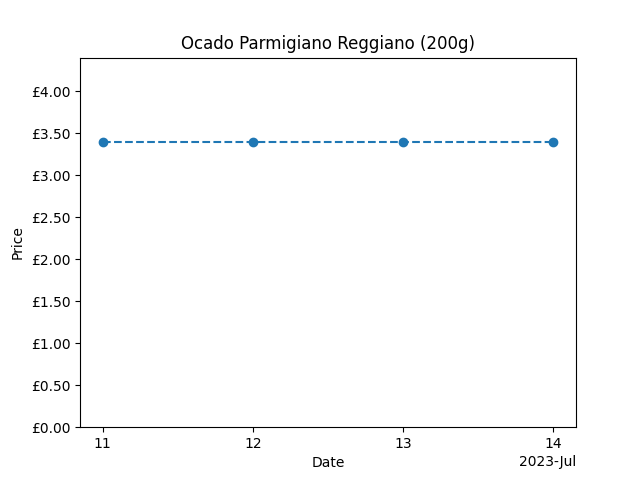 Ocado Parmigiano Reggiano (200g)
£4.00
£3.50
£3.00
£2.50
£2.00
£1.50
£1.00
£0.50
£0.00
Price
11 12 13 14
Date
2023-Jul